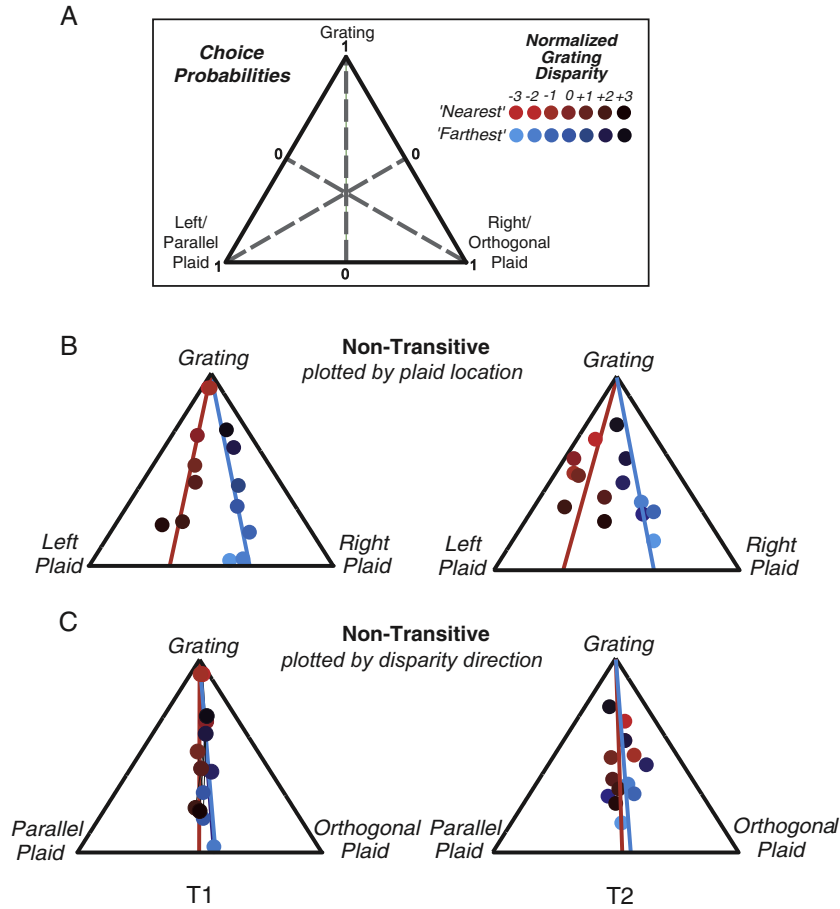 A
Choice
Probabilities
Grating
1
Normalized
Grating
Disparity
-3 -2 -1 0 +1 +2 +3
'Nearest'
'Farthest'
0
0
Left/
Parallel
Plaid
1
0
Right/
Orthogonal
Plaid
1
B
Non-Transitive
plotted by plaid location
Grating
Left
Plaid
Right
Plaid
Grating
Left
Plaid
Right
Plaid
C
Non-Transitive
plotted by disparity direction
Grating
Parallel
Plaid
Orthogonal
Plaid
Grating
Parallel
Plaid
Orthogonal
Plaid
T1
T2